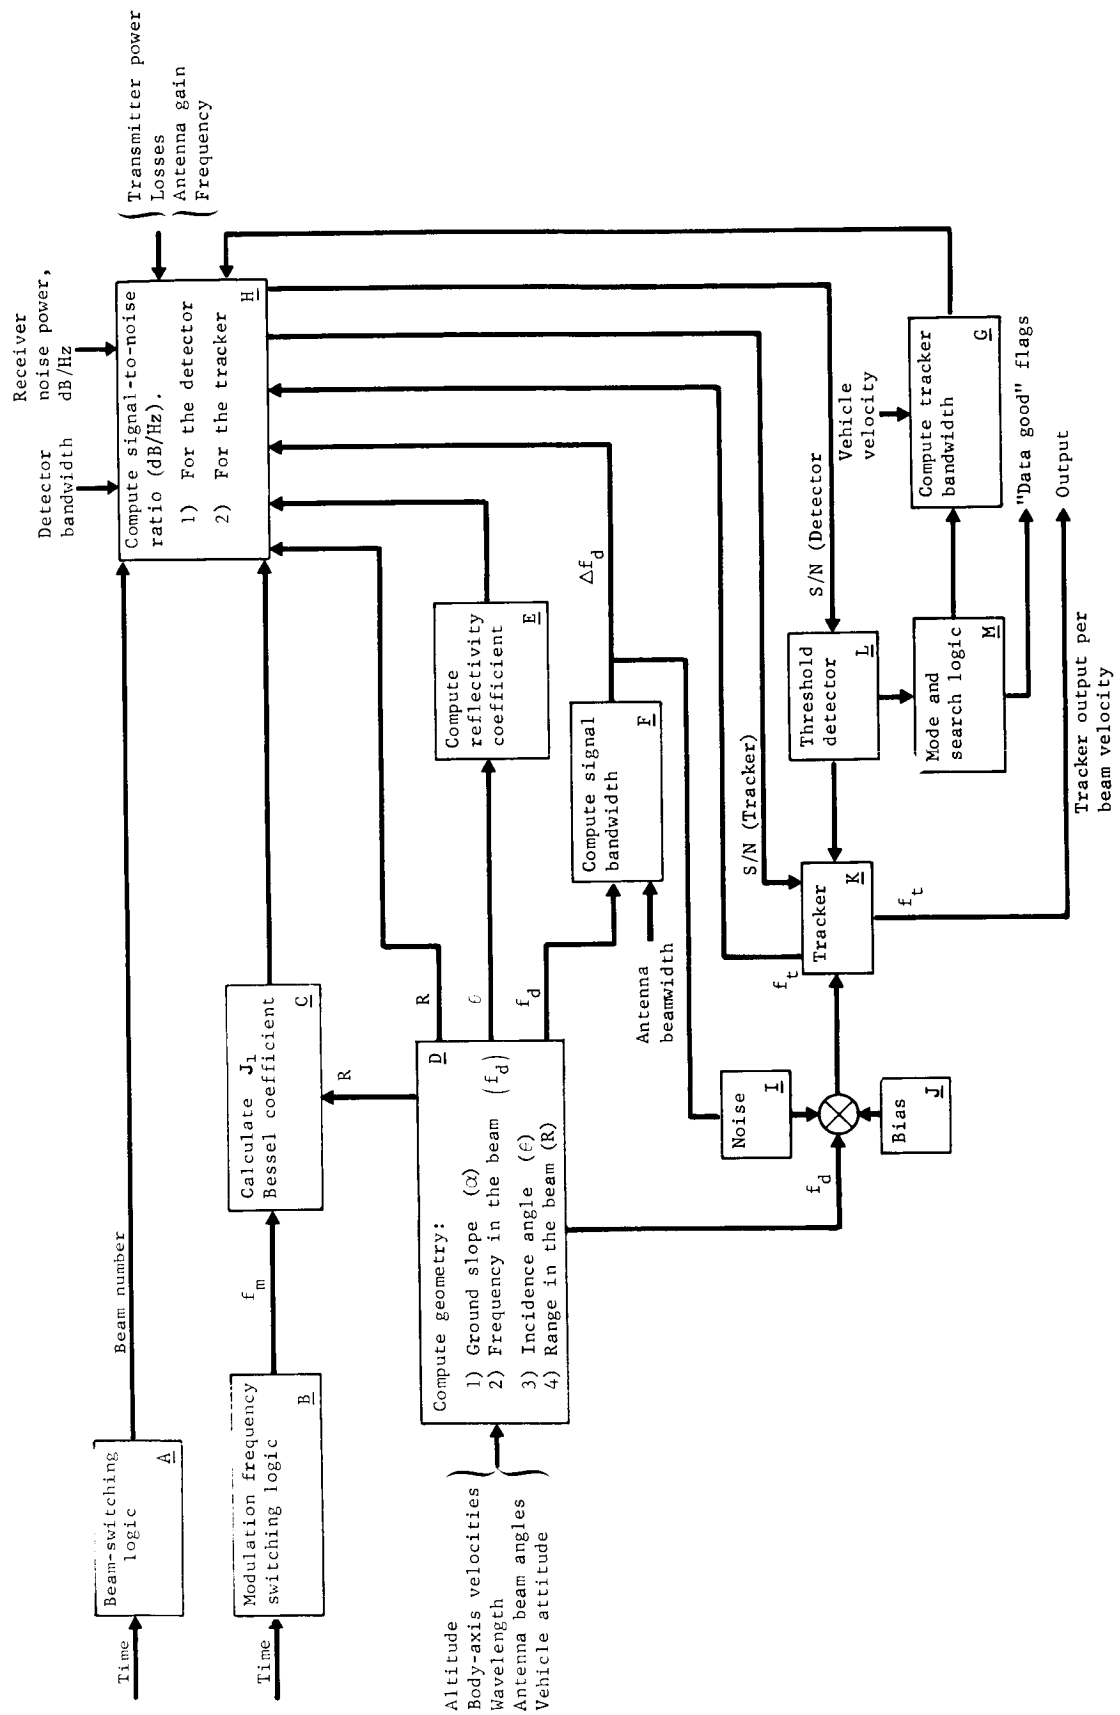 Time
Beam-switching
logic
A
Beam number
Time
Modulation frequency
switching logic
B
f_m
Calculate J_1
Bessel coefficient
C
R
Altitude
Body-axis velocities
Wavelength
Antenna beam angles
Vehicle attitude
Compute geometry:
1) Ground slope (α)
2) Frequency in the beam (f_d)
3) Incidence angle (θ)
4) Range in the beam (R)
D
R
θ
f_d
Compute
reflectivity
coefficient
E
Antenna
beamwidth
Compute signal
bandwidth
F
Δf_d
Detector
bandwidth
Receiver
noise power,
dB/Hz
Transmitter power
Losses
Antenna gain
Frequency
Compute signal-to-noise
ratio (dB/Hz).
1) For the detector
2) For the tracker
H
Noise
I
f_d
Bias
J
f_t
Tracker
K
f_t
S/N (Tracker)
S/N (Detector)
Threshold
detector
L
Mode and
search logic
M
Vehicle
velocity
Compute tracker
bandwidth
G
"Data good" flags
Output
Tracker output per
beam velocity